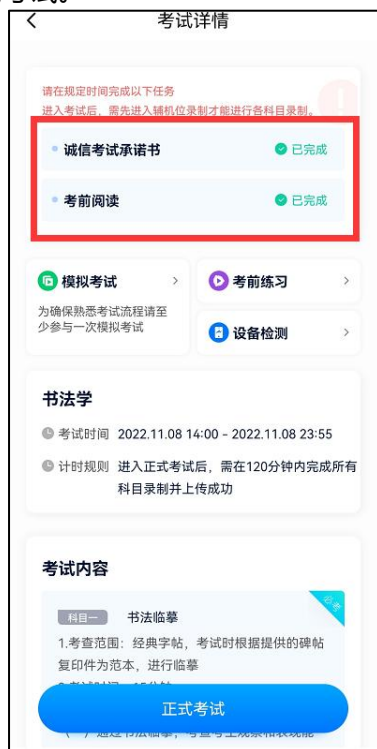 考试详情
请在规定时间完成以下任务
进入考试后，需先进入辅机位录制才能进行各科目录制。
诚信考试承诺书 已完成
考前阅读 已完成
模拟考试 考前练习
为确保熟悉考试流程请至
少参与一次模拟考试
设备检测
书法学
考试时间 2022.11.08 14:00 - 2022.11.08 23:55
计时规则 进入正式考试后，需在120分钟内完成所有
科目录制并上传成功
考试内容
必考
科目一 书法临摹
1.考查范围：经典字帖，考试时根据提供的碑帖
复印件为范本，进行临摹
正式考试